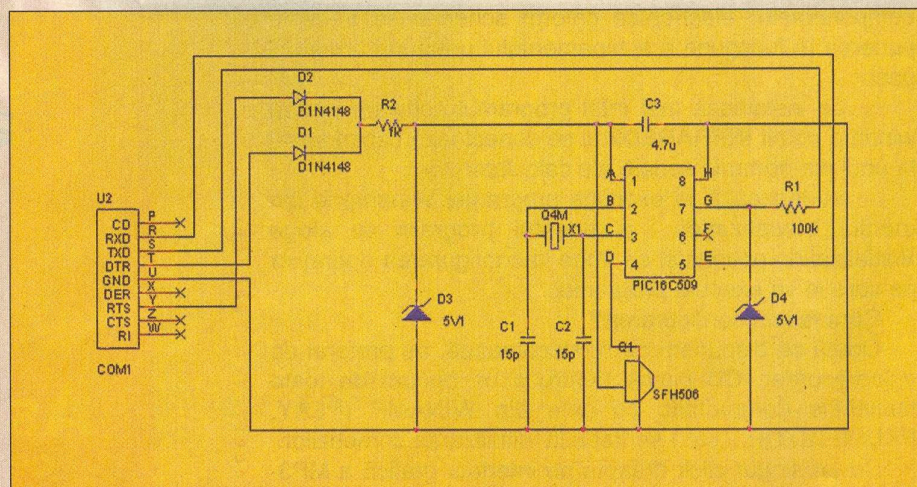 D2
D1N4148
D1
D1N4148
R2
1k
C3
4.7u
U2
CD
RXD
TXD
DTR
GND
DER
RTS
CTS
RI
P
R
S
T
U
X
Y
Z
W
COM1
A
B
C
D
1
2
3
4
8
7
6
5
H
G
F
E
PIC16C509
R1
100k
Q4M
X1
D3
5V1
D4
5V1
C1
15p
C2
15p
Q1
SFH506